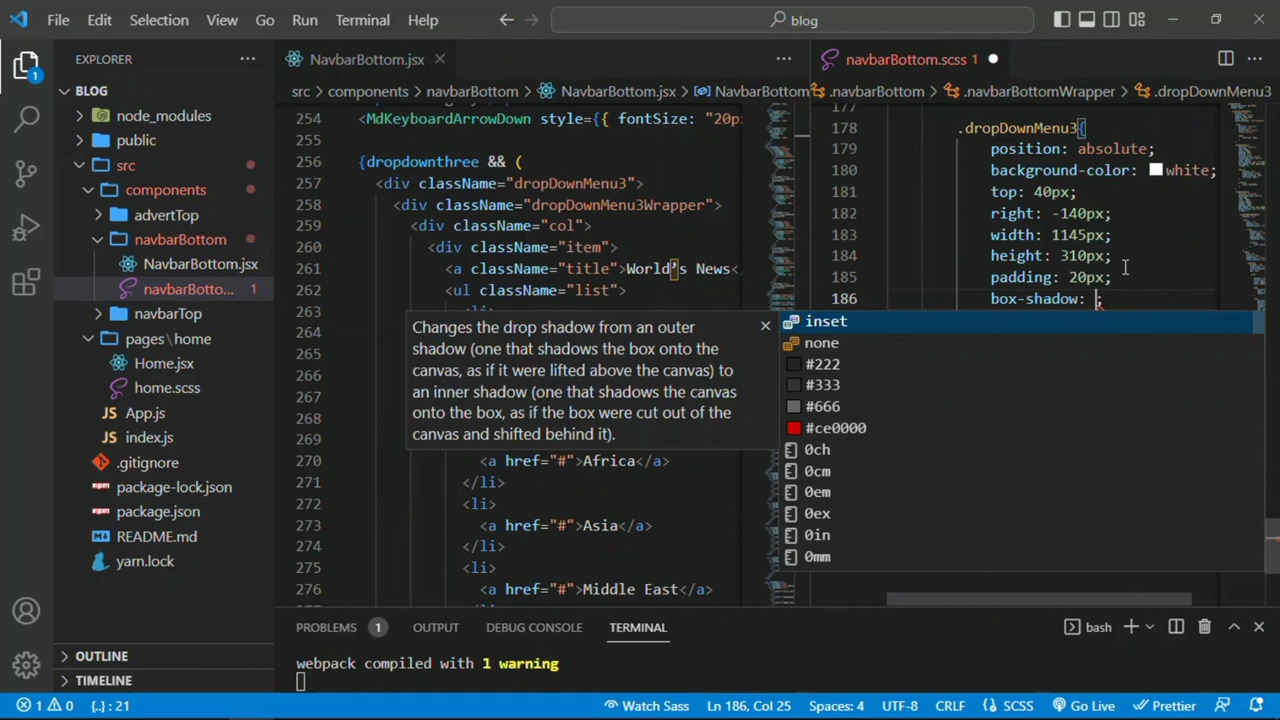 File Edit Selection View Go Run Terminal Help
blog
EXPLORER
BLOG
node_modules
public
src
components
advertTop
navbarBottom
NavbarBottom.jsx
navbarBotto... 1
navbarTop
pages\home
Home.jsx
home.scss
App.js
index.js
.gitignore
package-lock.json
package.json
README.md
yarn.lock
OUTLINE
TIMELINE
NavbarBottom.jsx
src > components > navbarBottom > NavbarBottom.jsx > NavbarBottom
254 <MdKeyboardArrowDown style={{ fontSize: "20p
255
256 {dropdownthree && (
257 <div className="dropDownMenu3">
258 <div className="dropDownMenu3Wrapper">
259 <div className="col">
260 <div className="item">
261 <a className="title">World’s News<
262 <ul className="list">
263
264
265
266
267
268
269
270 <a href="#">Africa</a>
271 </li>
272 <li>
273 <a href="#">Asia</a>
274 </li>
275 <li>
276 <a href="#">Middle East</a>
Changes the drop shadow from an outer
shadow (one that shadows the box onto the
canvas, as if it were lifted above the canvas) to
an inner shadow (one that shadows the canvas
onto the box, as if the box were cut out of the
canvas and shifted behind it).
navbarBottom.scss 1
.navbarBottom > .navbarBottomWrapper > .dropDownMenu3
177
178 .dropDownMenu3{
179 position: absolute;
180 background-color: white;
181 top: 40px;
182 right: -140px;
183 width: 1145px;
184 height: 310px;
185 padding: 20px;
186 box-shadow: ;
inset
none
#222
#333
#666
#ce0000
0ch
0cm
0em
0ex
0in
0mm
PROBLEMS 1 OUTPUT DEBUG CONSOLE TERMINAL
bash
webpack compiled with 1 warning
1 0 {..} : 21 Watch Sass Ln 186, Col 25 Spaces: 4 UTF-8 CRLF SCSS Go Live Prettier